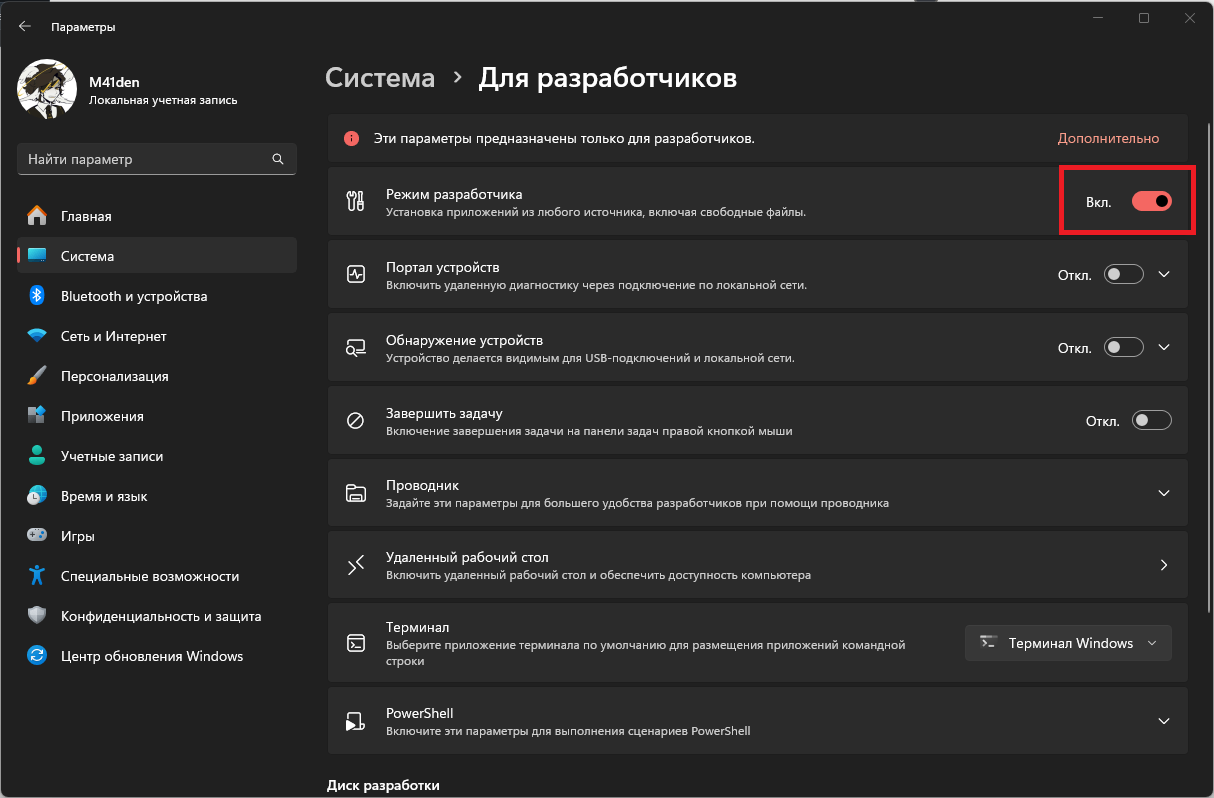 Параметры
M41den
Локальная учетная запись
Найти параметр
Главная
Система
Bluetooth и устройства
Сеть и Интернет
Персонализация
Приложения
Учетные записи
Время и язык
Игры
Специальные возможности
Конфиденциальность и защита
Центр обновления Windows
Система > Для разработчиков
Эти параметры предназначены только для разработчиков.
Дополнительно
Режим разработчика
Установка приложений из любого источника, включая свободные файлы.
Вкл.
Портал устройств
Включить удаленную диагностику через подключение по локальной сети.
Откл.
Обнаружение устройств
Устройство делается видимым для USB-подключений и локальной сети.
Откл.
Завершить задачу
Включение завершения задачи на панели задач правой кнопкой мыши
Откл.
Проводник
Задайте эти параметры для большего удобства разработчиков при помощи проводника
Удаленный рабочий стол
Включить удаленный рабочий стол и обеспечить доступность компьютера
Терминал
Выберите приложение терминала по умолчанию для размещения приложений командной
строки
Терминал Windows
PowerShell
Включите эти параметры для выполнения сценариев PowerShell
Диск разработки